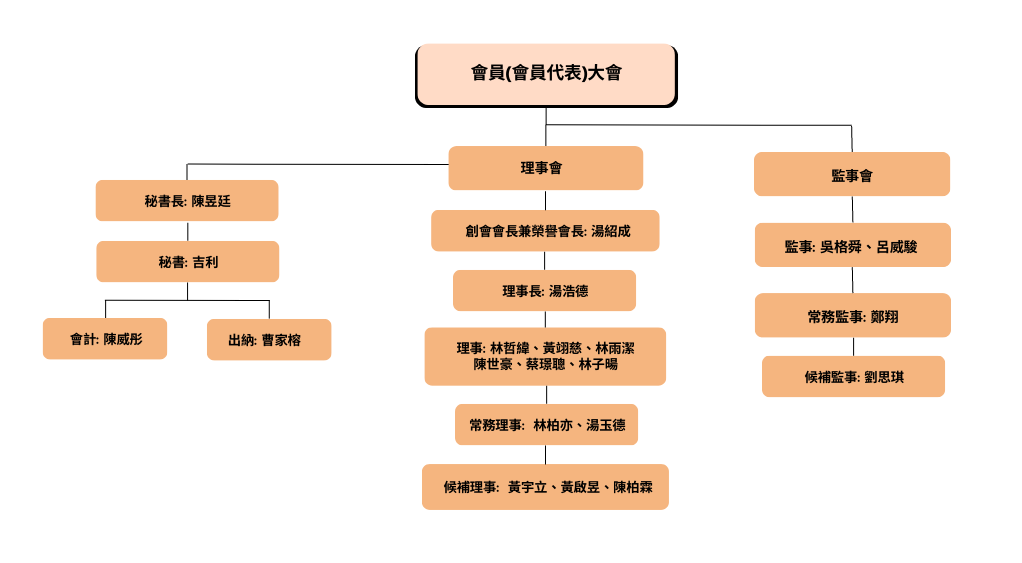 會員(會員代表)大會
理事會
監事會
秘書長: 陳昱廷
秘書: 吉利
會計: 陳威彤
出納: 曹家榕
創會會長兼榮譽會長: 湯紹成
理事長: 湯浩德
理事: 林哲緯、黃翊慈、林雨潔
陳世豪、蔡璟聰、林子暘
常務理事: 林柏亦、湯玉德
候補理事: 黃宇立、黃啟昱、陳柏霖
監事: 吳格舜、呂威駿
常務監事: 鄭翔
候補監事: 劉思琪